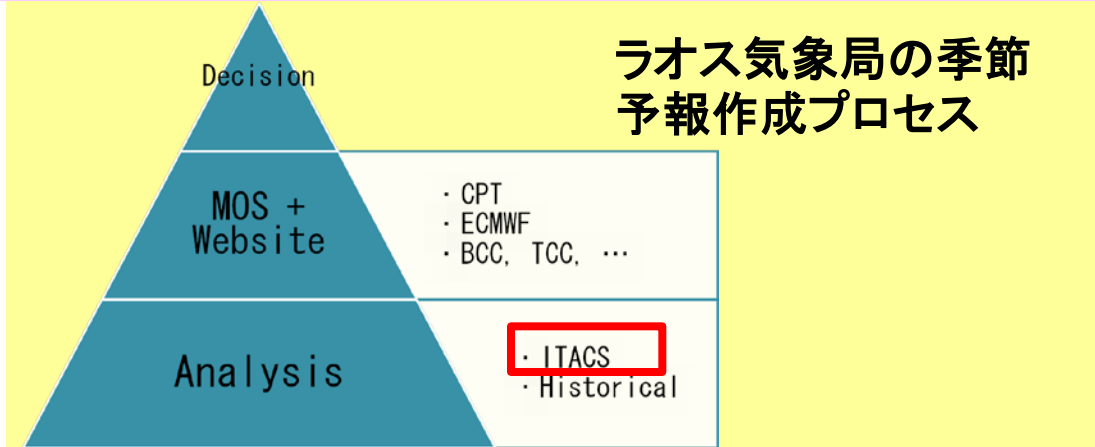 ラオス気象局の季節
予報作成プロセス
Decision
MOS +
Website
・CPT
・ECMWF
・BCC, TCC, …
Analysis
・ITACS
・Historical